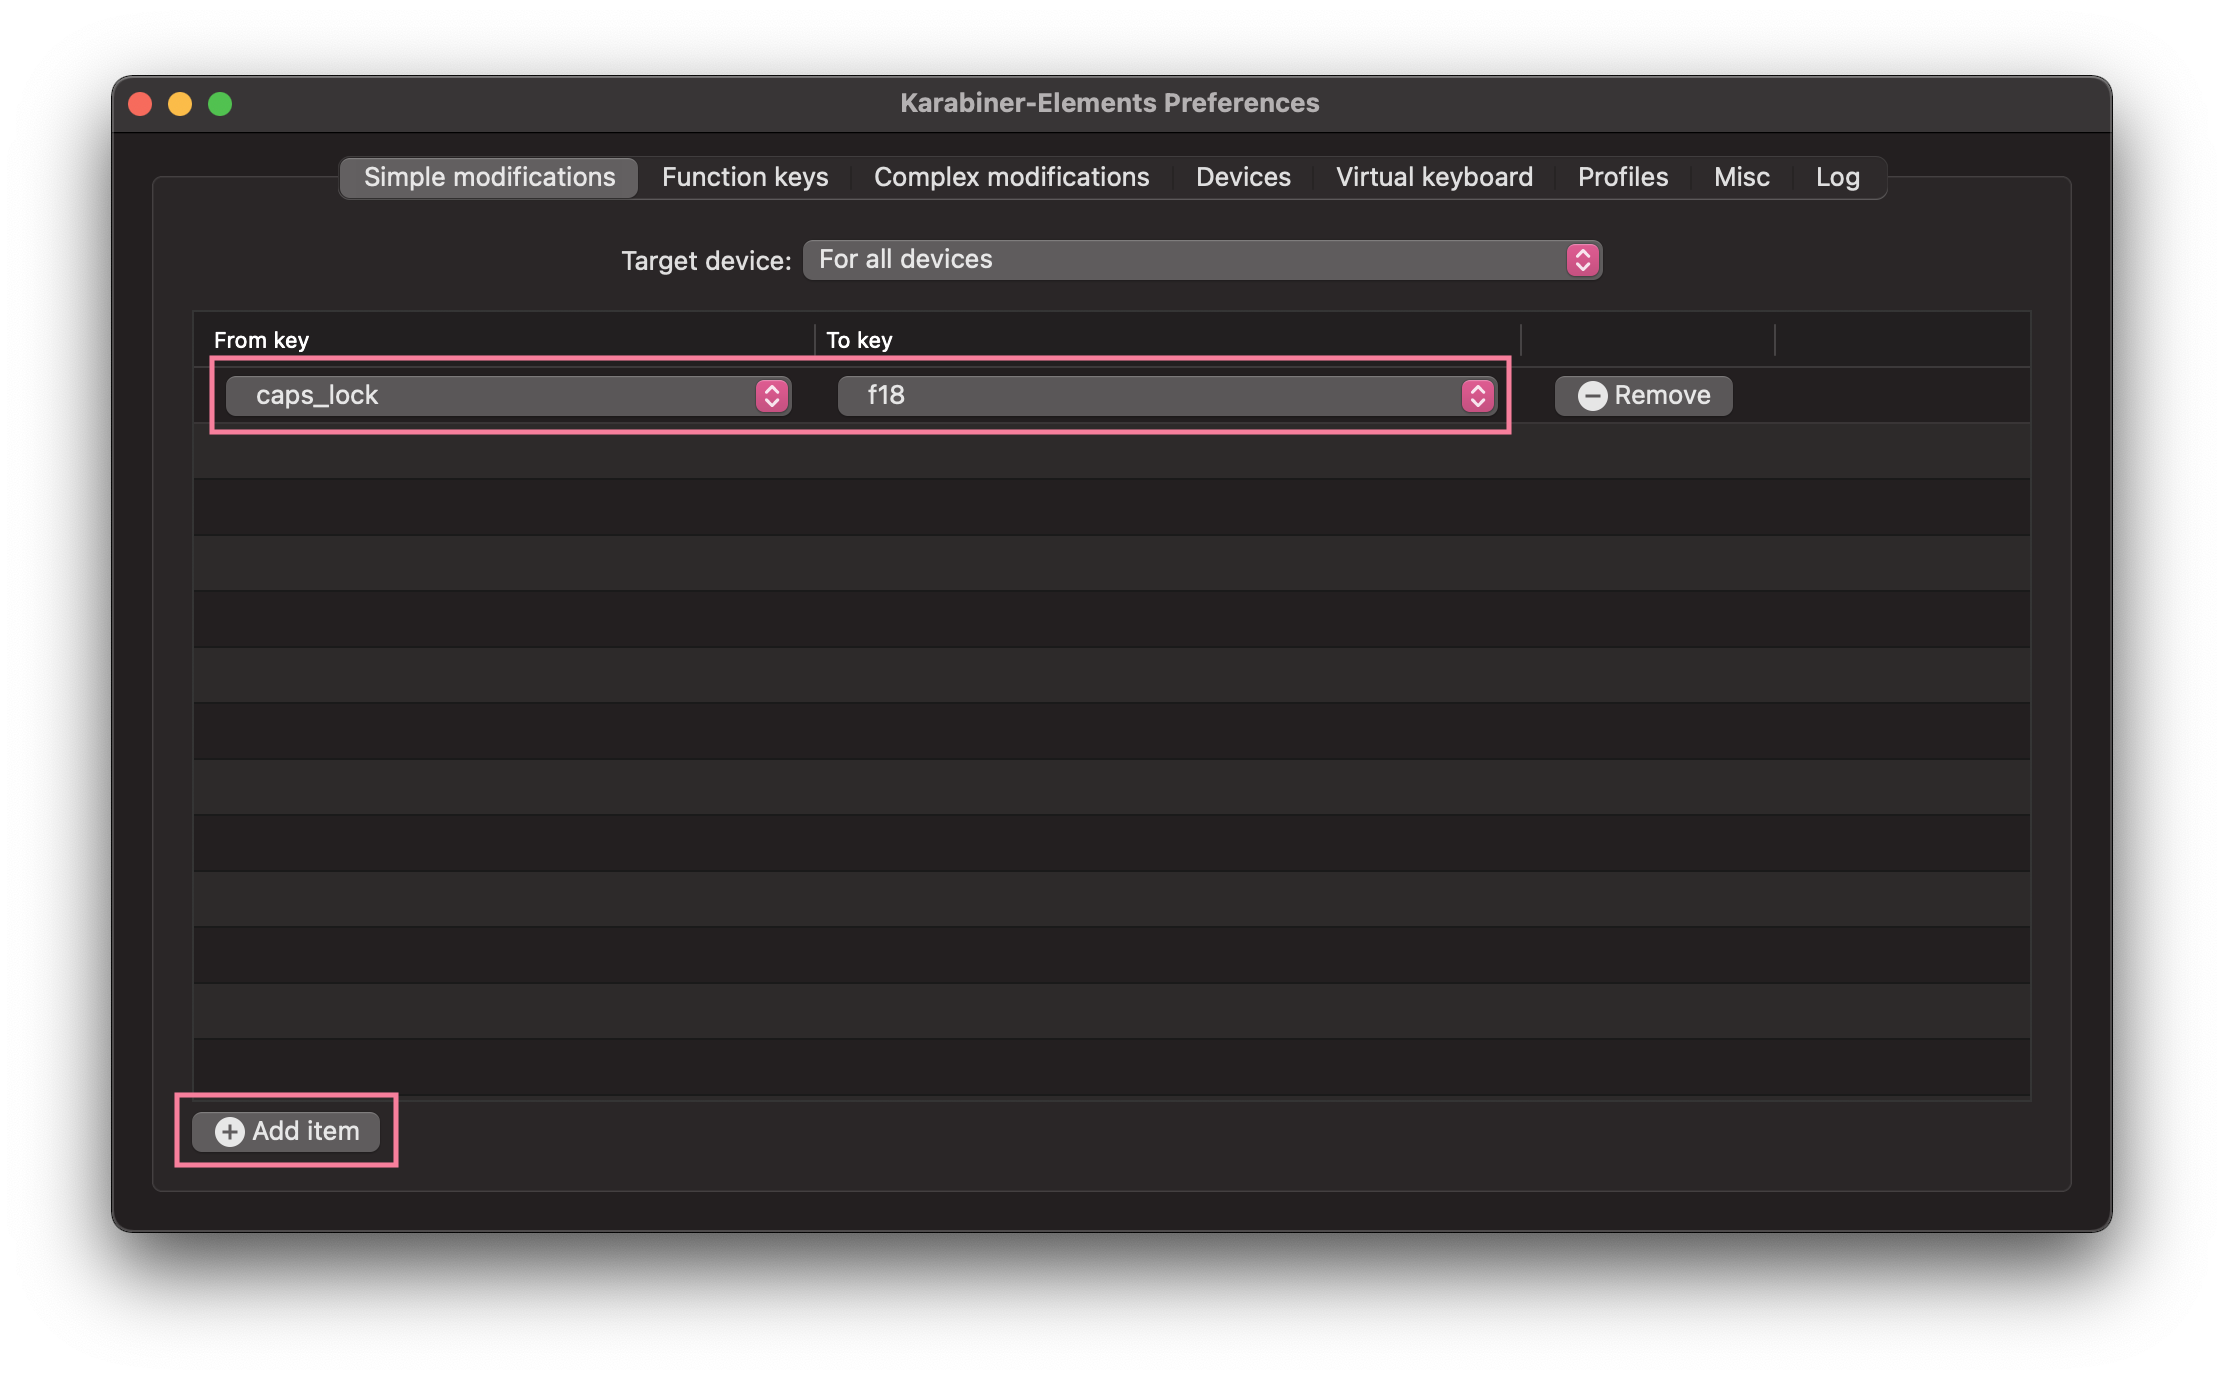 Karabiner-Elements Preferences
Simple modifications Function keys Complex modifications Devices Virtual keyboard Profiles Misc Log
Target device: For all devices
From key To key
caps_lock f18 Remove
Add item